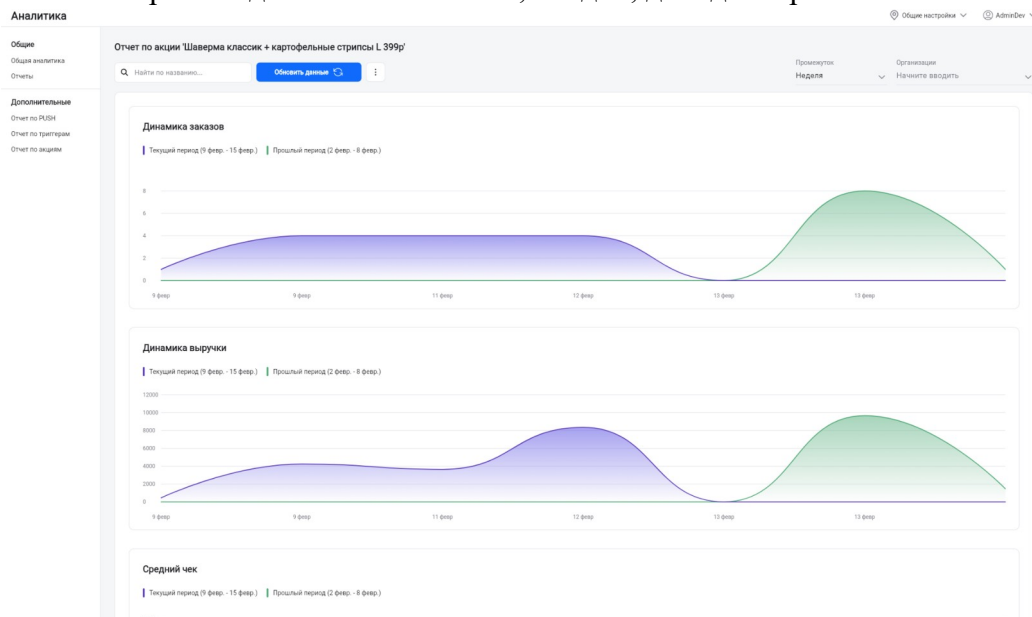 Аналитика
Общие настройки
AdminDev
Общие
Общая аналитика
Отчеты
Дополнительные
Отчет по PUSH
Отчет по триггерам
Отчет по акциям
Отчет по акции 'Шаверма классик + картофельные стрипсы L 399р'
Найти по названию...
Обновить данные
Промежуток
Неделя
Организации
Начните вводить
Динамика заказов
Текущий период (9 февр. - 15 февр.) Прошлый период (2 февр. - 8 февр.)
8
6
4
2
0
9 февр 9 февр 11 февр 12 февр 13 февр 13 февр
Динамика выручки
Текущий период (9 февр. - 15 февр.) Прошлый период (2 февр. - 8 февр.)
12000
10000
8000
6000
4000
2000
0
9 февр 9 февр 11 февр 12 февр 13 февр 13 февр
Средний чек
Текущий период (9 февр. - 15 февр.) Прошлый период (2 февр. - 8 февр.)